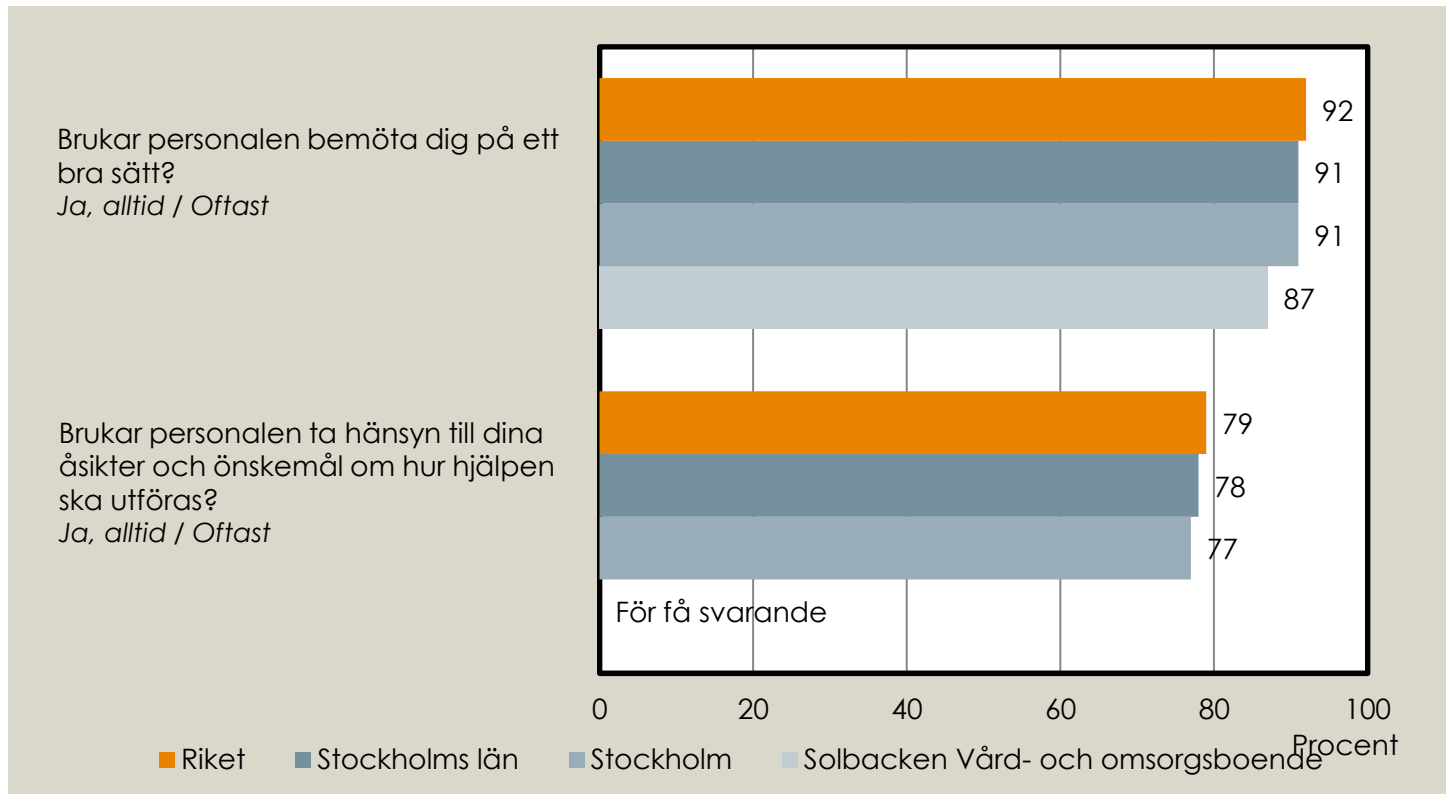 Brukar personalen bemöta dig på ett
bra sätt?
Ja, alltid / Oftast
92
91
91
87
Brukar personalen ta hänsyn till dina
åsikter och önskemål om hur hjälpen
ska utföras?
Ja, alltid / Oftast
79
78
77
För få svarande
0 20 40 60 80 100
Procent
Riket Stockholms län Stockholm Solbacken Vård- och omsorgsboende